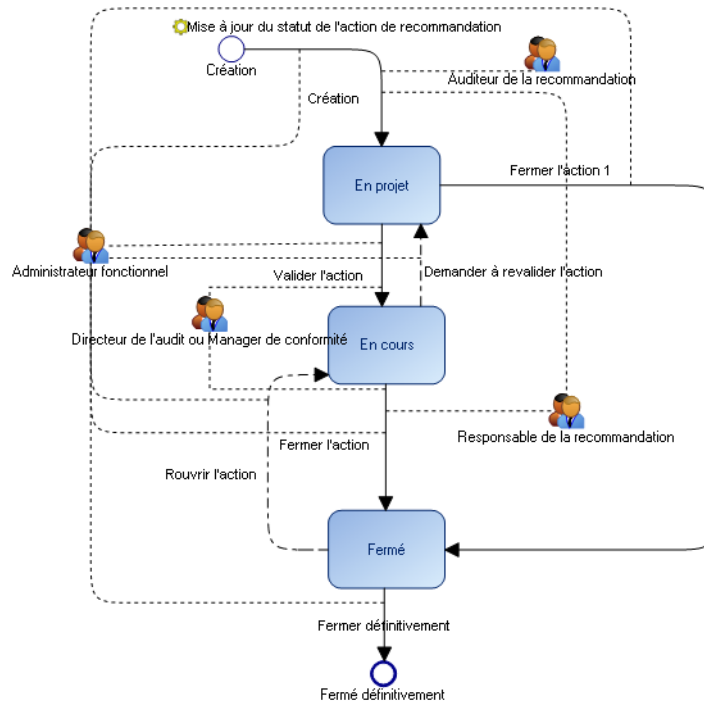 Mise à jour du statut de l'action de recommandation
Création
Auditeur de la recommandation
Création
Fermer l'action 1
En projet
Administrateur fonctionnel
Valider l'action
Demander à revalider l'action
Directeur de l'audit ou Manager de conformité
En cours
Fermer l'action
Responsable de la recommandation
Rouvrir l'action
Fermé
Fermer définitivement
Fermé définitivement